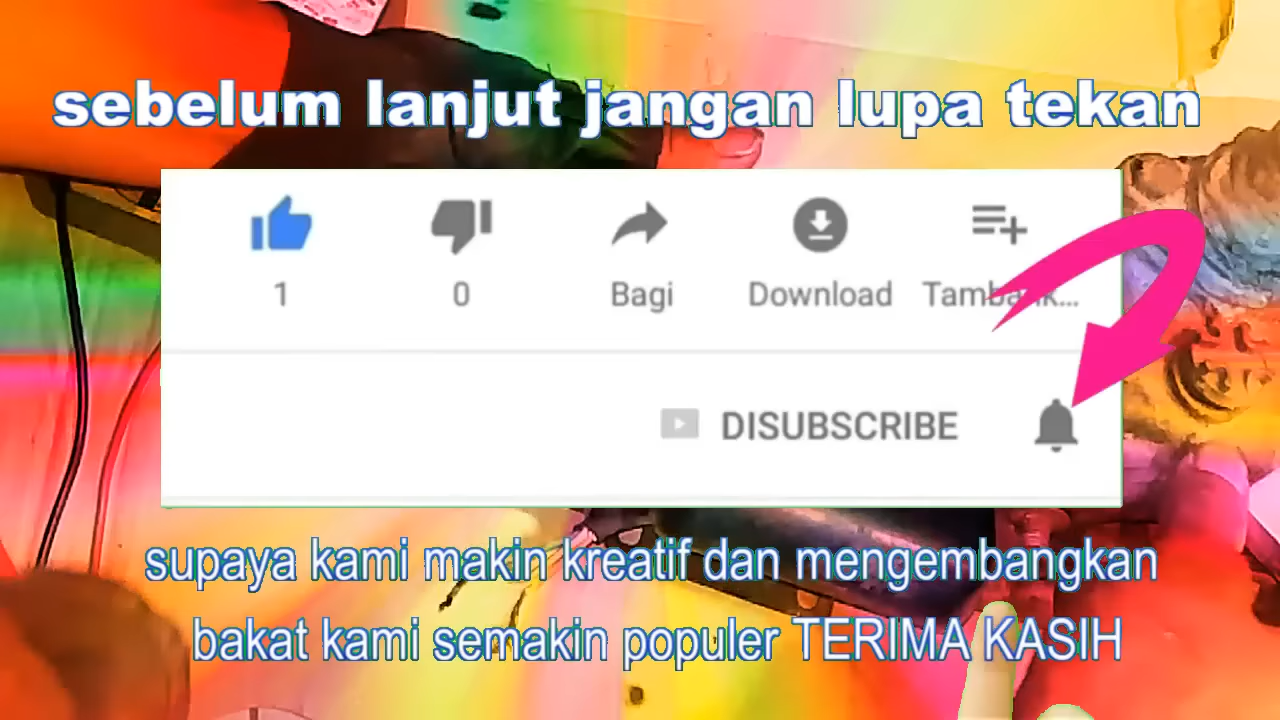 sebelum lanjut jangan lupa tekan
1 0 Bagi Download
DISUBSCRIBE
supaya kami makin kreatif dan mengembangkan
bakat kami semakin populer TERIMA KASIH